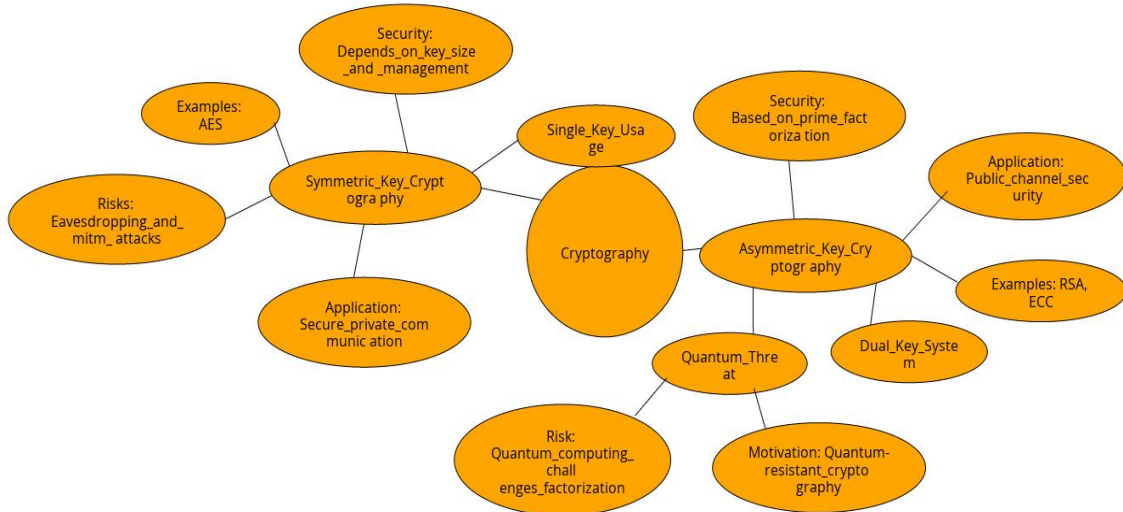 Security:
Depends_on_key_size
_and _management
Examples:
AES
Single_Key_Usa
ge
Symmetric_Key_Crypt
ogra phy
Risks:
Eavesdropping_and_
mitm_ attacks
Application:
Secure_private_com
munic ation
Cryptography
Security:
Based_on_prime_fact
oriza tion
Application:
Public_channel_sec
urity
Asymmetric_Key_Cry
ptogr aphy
Examples: RSA,
ECC
Dual_Key_Syste
m
Quantum_Thre
at
Risk:
Quantum_computing_
chall
enges_factorization
Motivation: Quantum-
resistant_crypto
graphy